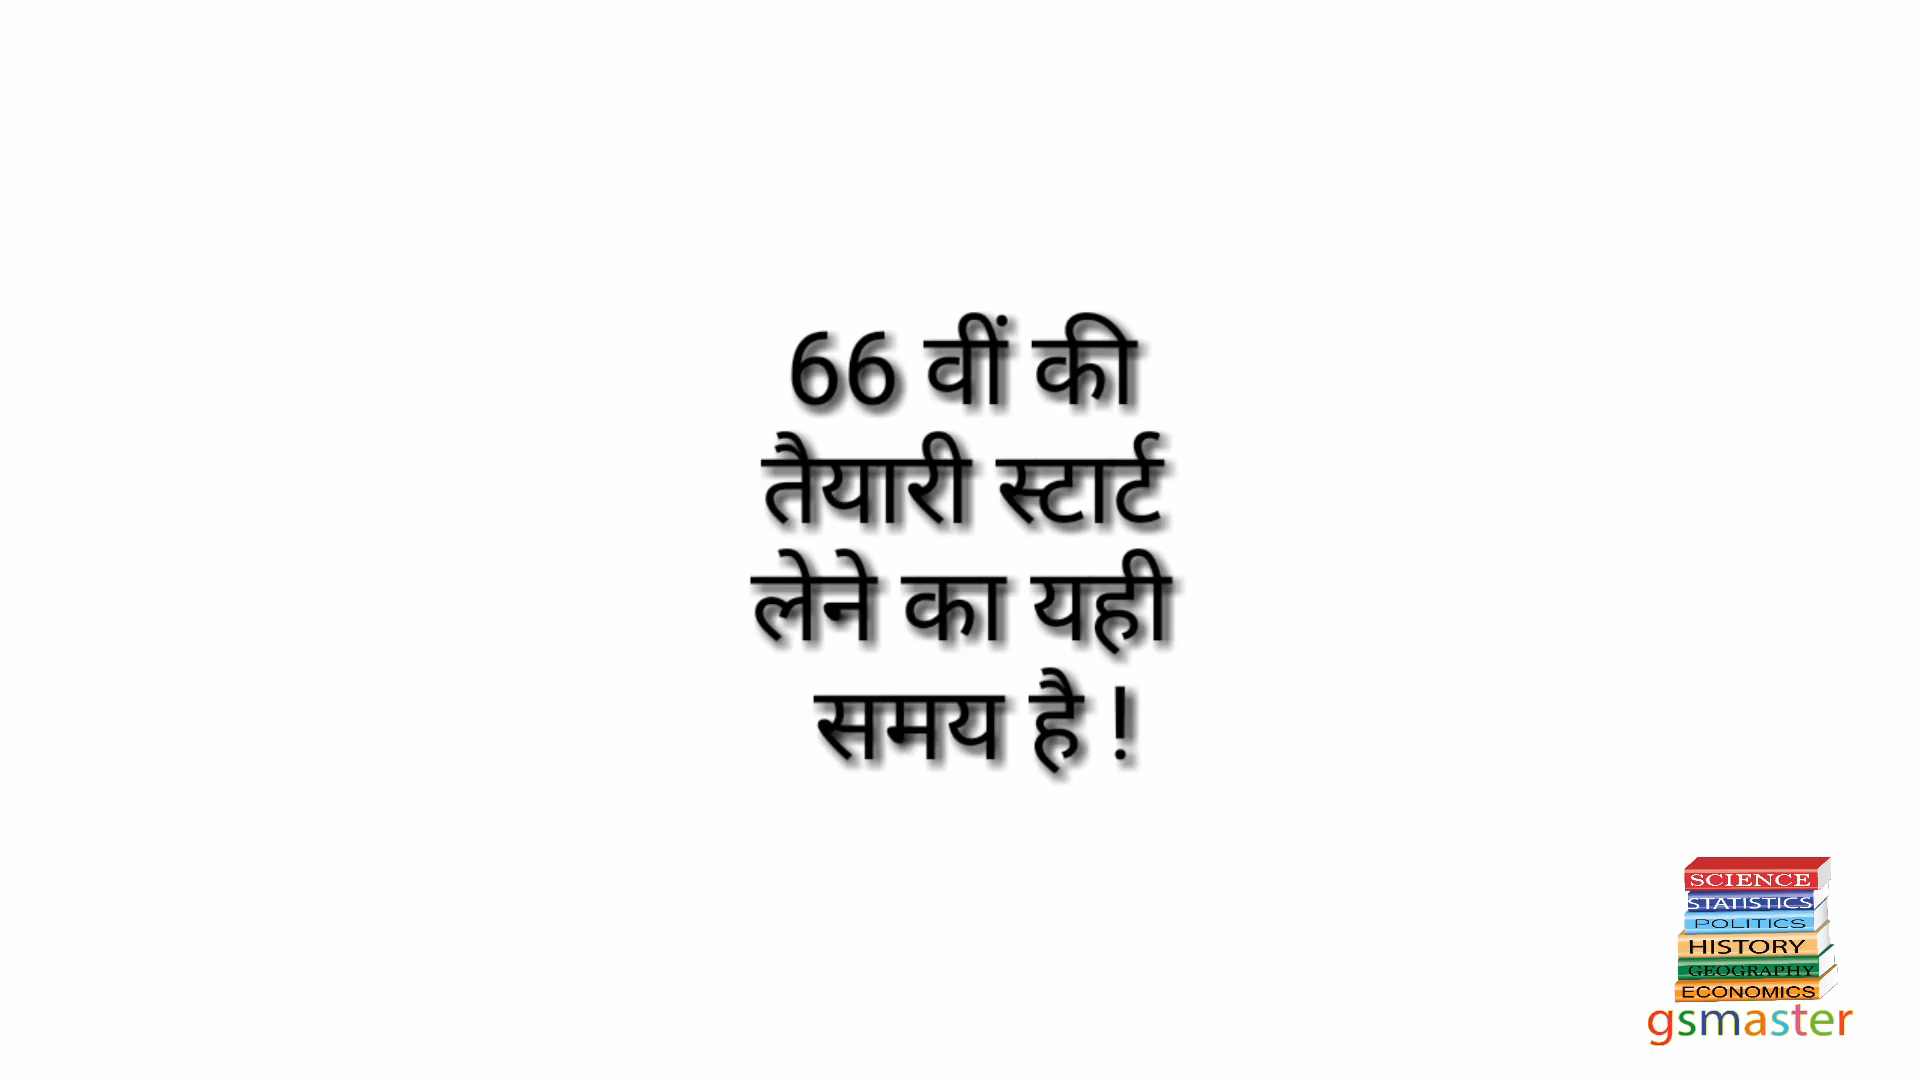 66 वीं की
तैयारी स्टार्ट
लेने का यही
समय है !
SCIENCE
STATISTICS
POLITICS
HISTORY
GEOGRAPHY
ECONOMICS
gsmaster